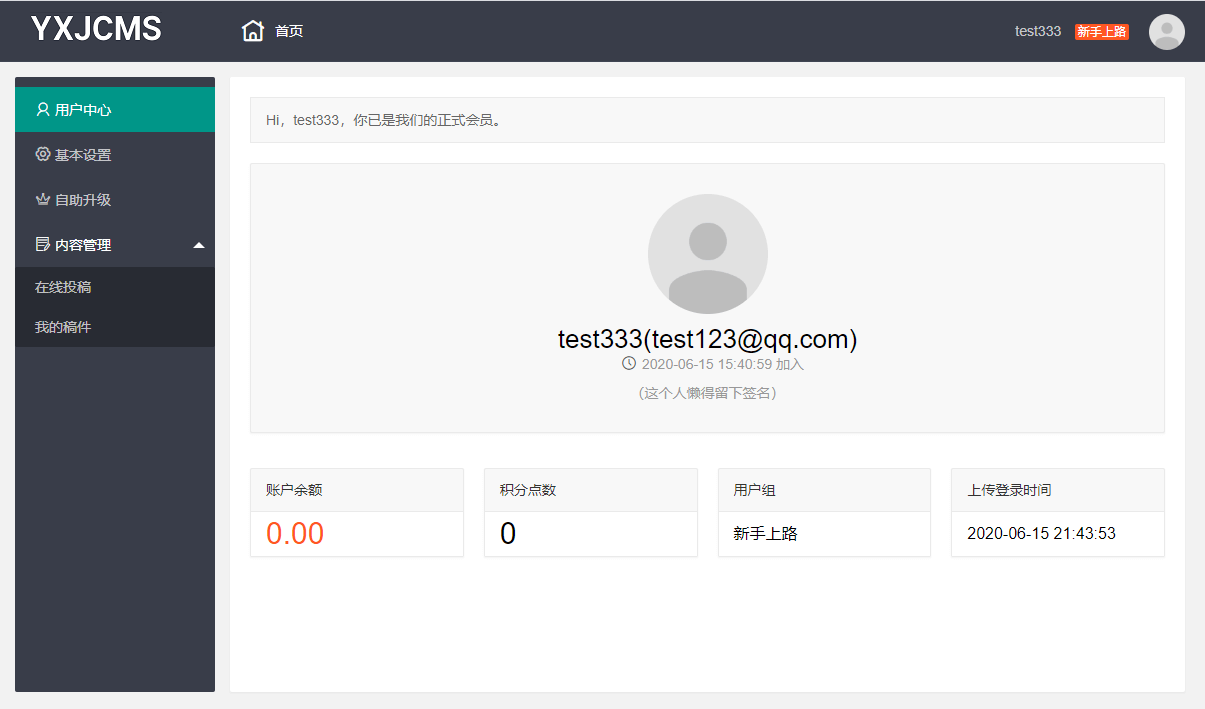 YXJCMS
首页
test333 新手上路
用户中心
基本设置
自助升级
内容管理
在线投稿
我的稿件
Hi，test333，你已是我们的正式会员。
test333(test123@qq.com)
2020-06-15 15:40:59 加入
（这个人懒得留下签名）
账户余额
0.00
积分点数
0
用户组
新手上路
上传登录时间
2020-06-15 21:43:53